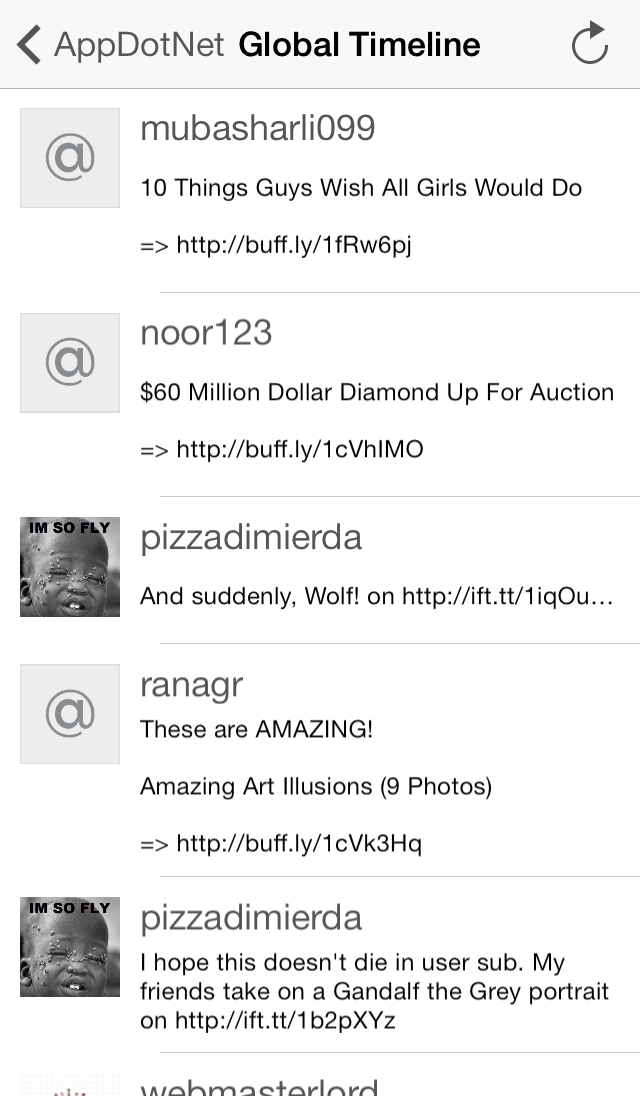 AppDotNet Global Timeline
@
mubasharli099
10 Things Guys Wish All Girls Would Do
=> http://buff.ly/1fRw6pj
@
noor123
$60 Million Dollar Diamond Up For Auction
=> http://buff.ly/1cVhIMO
IM SO FLY
pizzadimierda
And suddenly, Wolf! on http://ift.tt/1iqOu…
@
ranagr
These are AMAZING!
Amazing Art Illusions (9 Photos)
=> http://buff.ly/1cVk3Hq
IM SO FLY
pizzadimierda
I hope this doesn't die in user sub. My
friends take on a Gandalf the Grey portrait
on http://ift.tt/1b2pXYz
webmasterlord